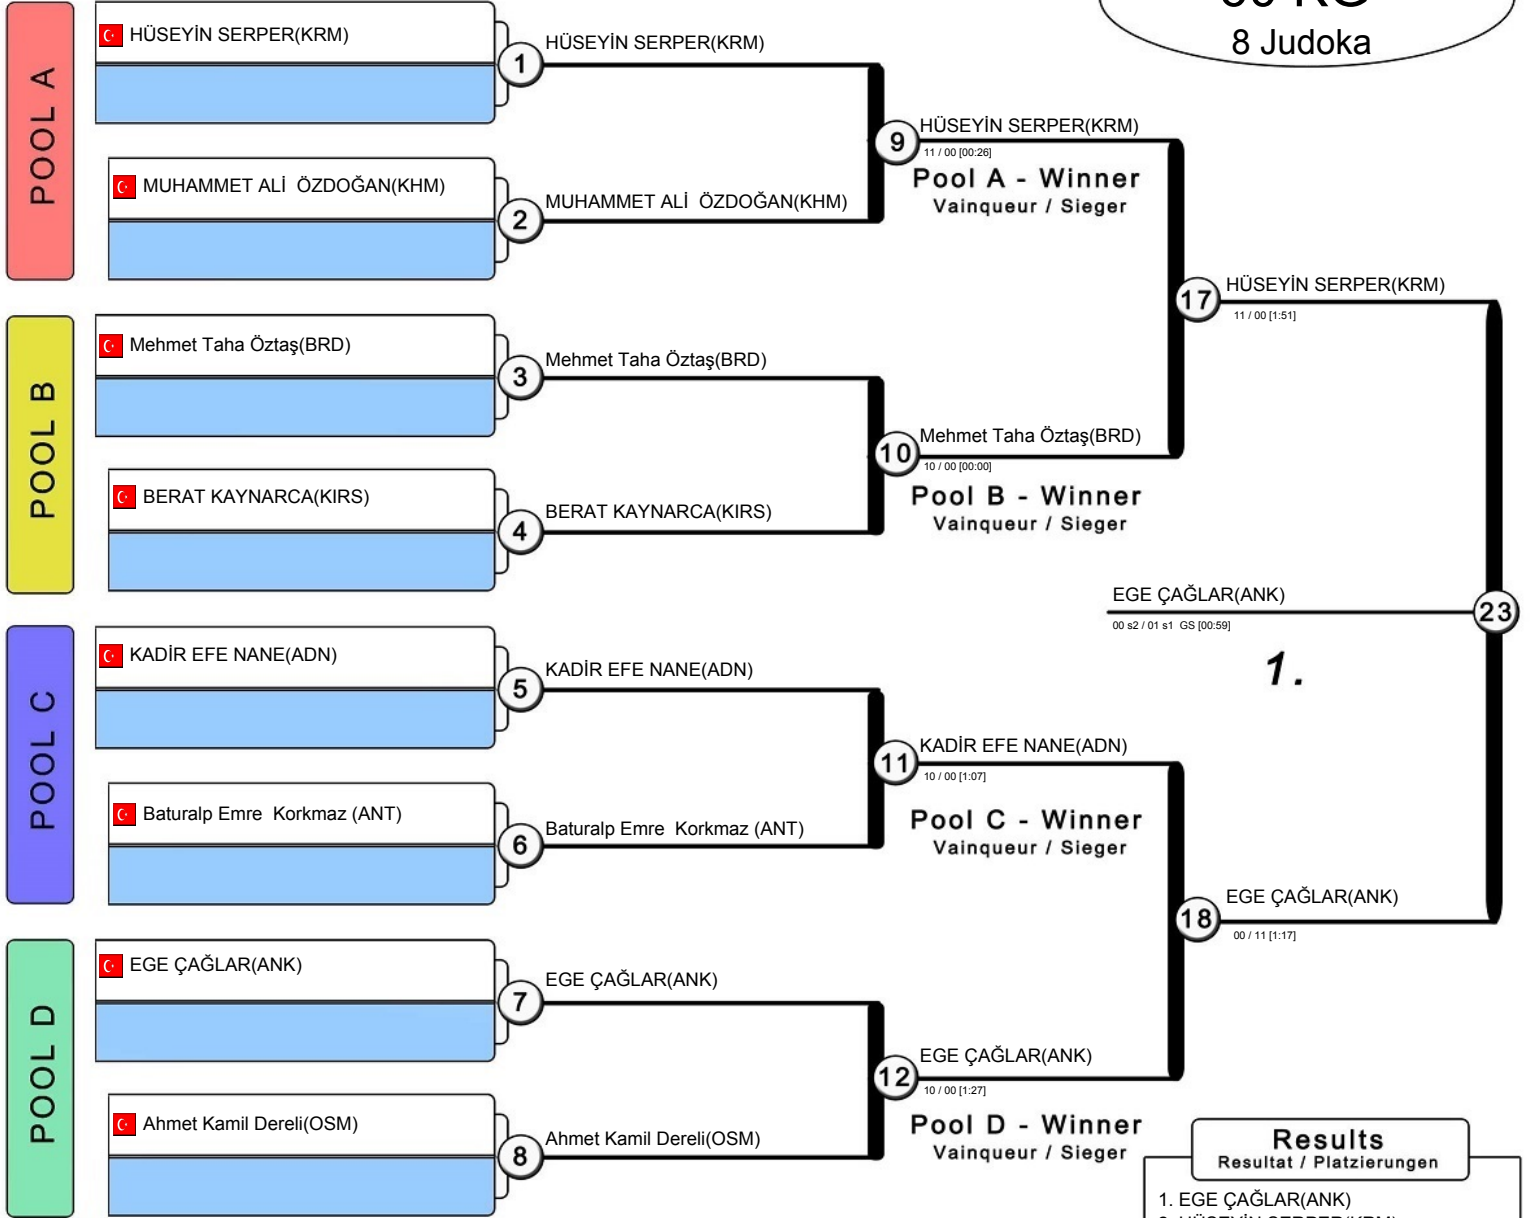 8 Judoka
POOL A
HÜSEYİN SERPER(KRM)
1
HÜSEYİN SERPER(KRM)
MUHAMMET ALİ  ÖZDOĞAN(KHM)
2
MUHAMMET ALİ  ÖZDOĞAN(KHM)
9
HÜSEYİN SERPER(KRM)
11 / 00 [00:26]
Pool A - Winner
Vainqueur / Sieger
POOL B
Mehmet Taha Öztaş(BRD)
3
Mehmet Taha Öztaş(BRD)
BERAT KAYNARCA(KIRS)
4
BERAT KAYNARCA(KIRS)
10
Mehmet Taha Öztaş(BRD)
10 / 00 [00:00]
Pool B - Winner
Vainqueur / Sieger
17
HÜSEYİN SERPER(KRM)
11 / 00 [1:51]
EGE ÇAĞLAR(ANK)
23
00 s2 / 01 s1  GS [00:59]
1.
POOL C
KADİR EFE NANE(ADN)
5
KADİR EFE NANE(ADN)
Baturalp Emre  Korkmaz (ANT)
6
Baturalp Emre  Korkmaz (ANT)
11
KADİR EFE NANE(ADN)
10 / 00 [1:07]
Pool C - Winner
Vainqueur / Sieger
POOL D
EGE ÇAĞLAR(ANK)
7
EGE ÇAĞLAR(ANK)
Ahmet Kamil Dereli(OSM)
8
Ahmet Kamil Dereli(OSM)
12
EGE ÇAĞLAR(ANK)
10 / 00 [1:27]
Pool D - Winner
Vainqueur / Sieger
18
EGE ÇAĞLAR(ANK)
00 / 11 [1:17]
Results
Resultat / Platzierungen
1. EGE ÇAĞLAR(ANK)